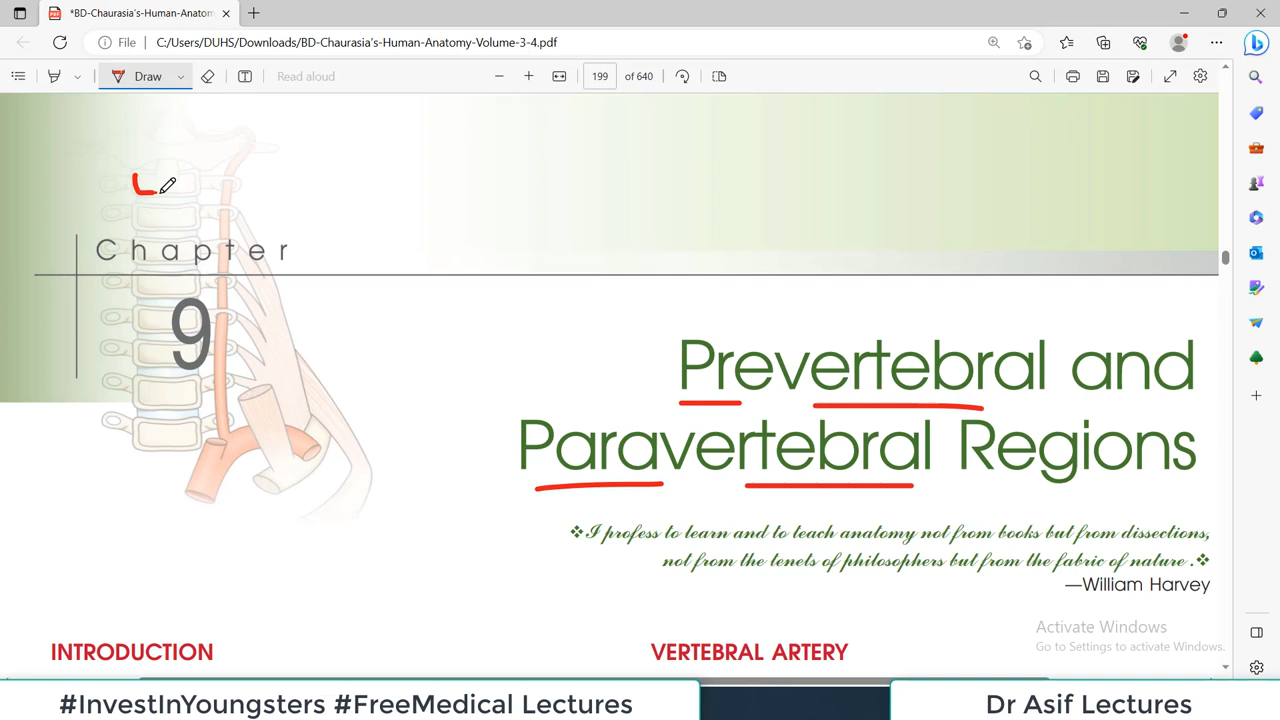 *BD-Chaurasia's-Human-Anatom
File C:/Users/DUHS/Downloads/BD-Chaurasia's-Human-Anatomy-Volume-3-4.pdf
Draw Read aloud 199 of 640
Chapter
9
Prevertebral and
Paravertebral Regions
❖I profess to learn and to teach anatomy not from books but from dissections,
not from the tenets of philosophers but from the fabric of nature .❖
—William Harvey
Activate Windows
Go to Settings to activate Windows.
INTRODUCTION
VERTEBRAL ARTERY
#InvestInYoungsters #FreeMedical Lectures
Dr Asif Lectures